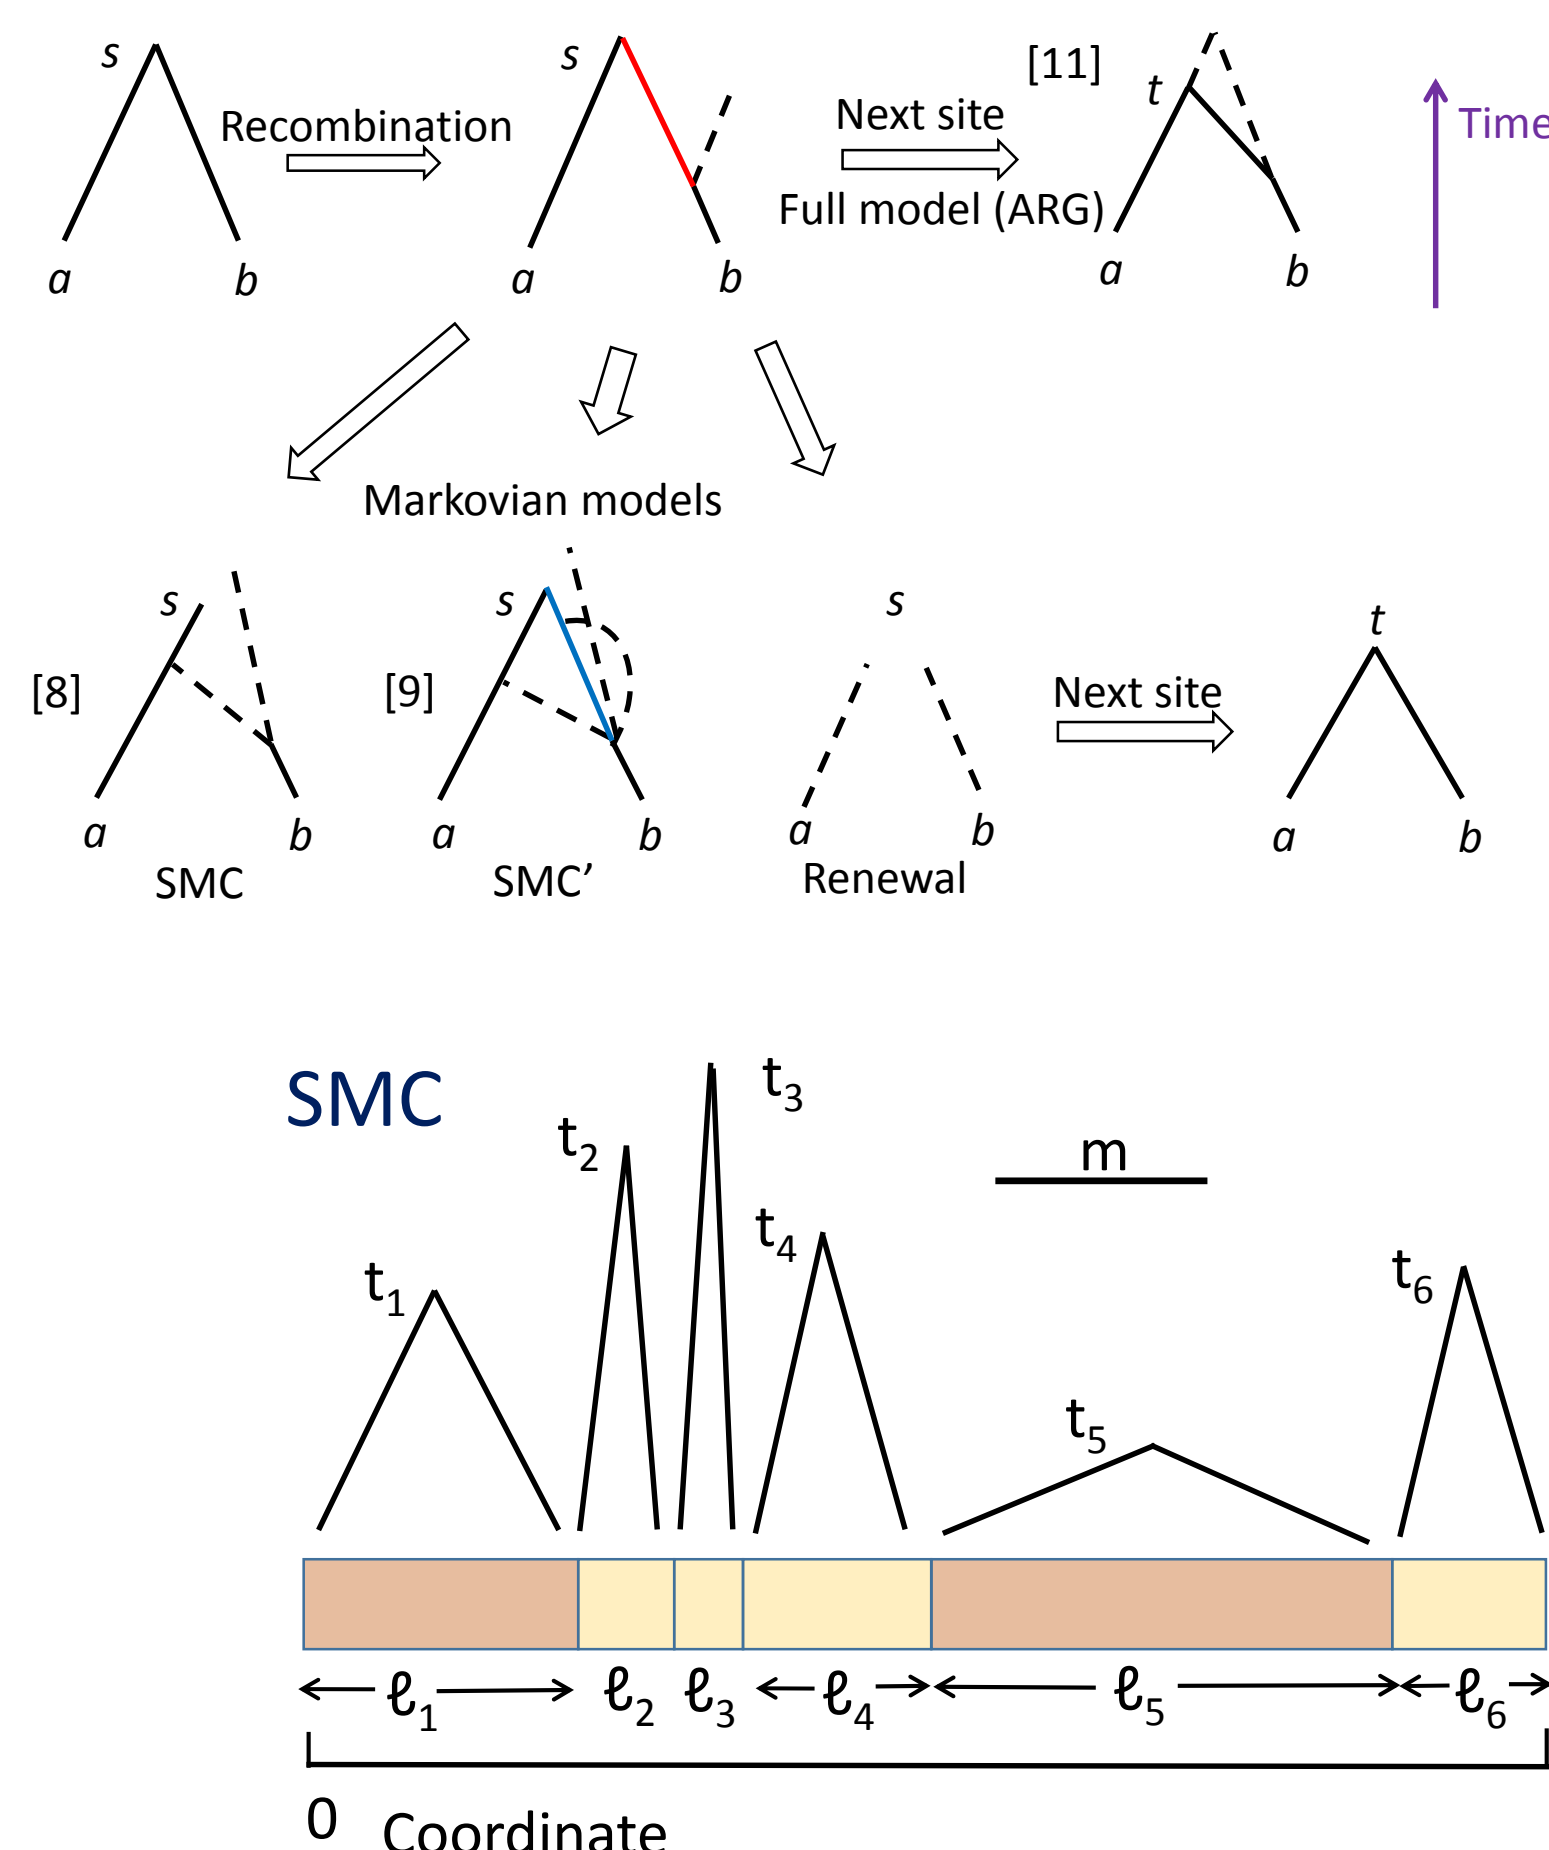 s
Recombination
a
b
s
a
b
Next site
Full model (ARG)
[11]
t
a
b
Time
Markovian models
[8]
s
a
b
SMC
[9]
s
a
b
SMC’
s
a
b
Renewal
Next site
t
a
b
SMC
t1
t2
t3
t4
m
t5
t6
ℓ1
ℓ2
ℓ3
ℓ4
ℓ5
ℓ6
0
Coordinate